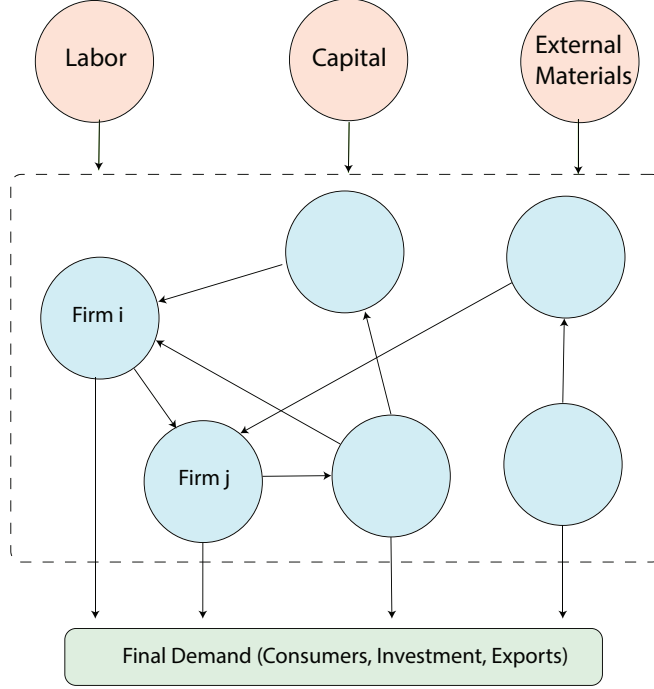 Labor
Capital
External
Materials
Firm i
Firm j
Final Demand (Consumers, Investment, Exports)